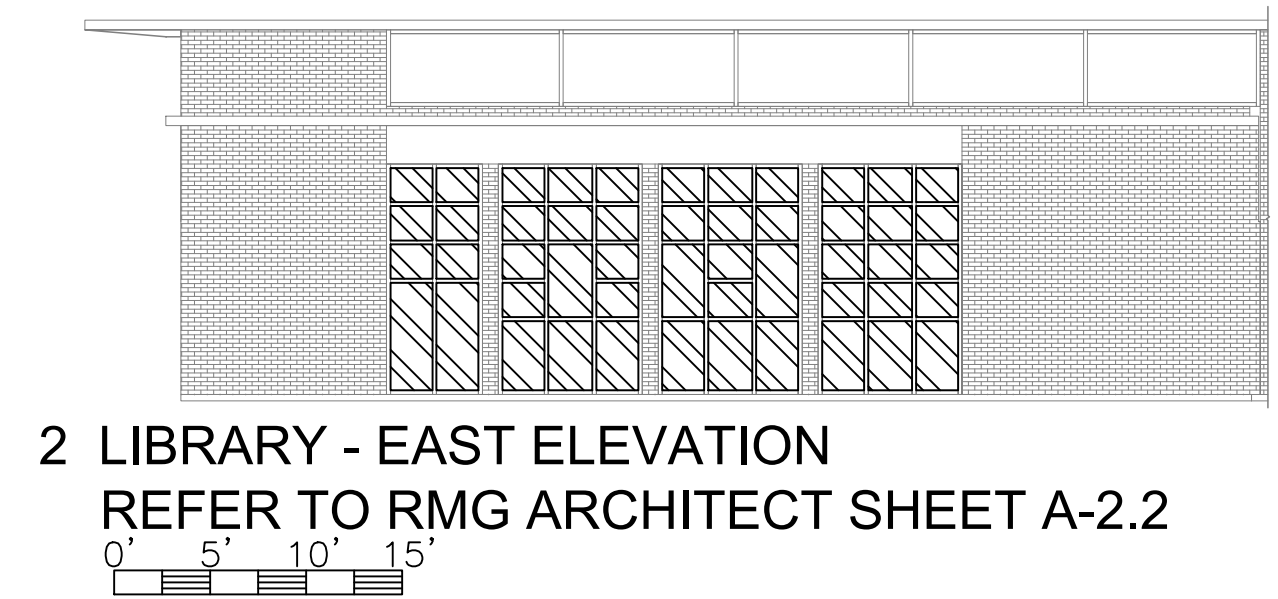 2 LIBRARY - EAST ELEVATION
REFER TO RMG ARCHITECT SHEET A-2.2
0' 5' 10' 15'